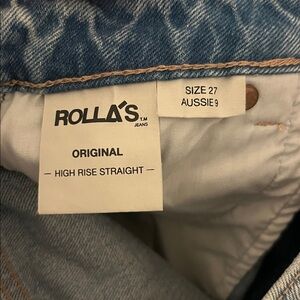 ROLLA'S TM
JEANS
ORIGINAL
— HIGH RISE STRAIGHT —
SIZE 27
AUSSIE 9